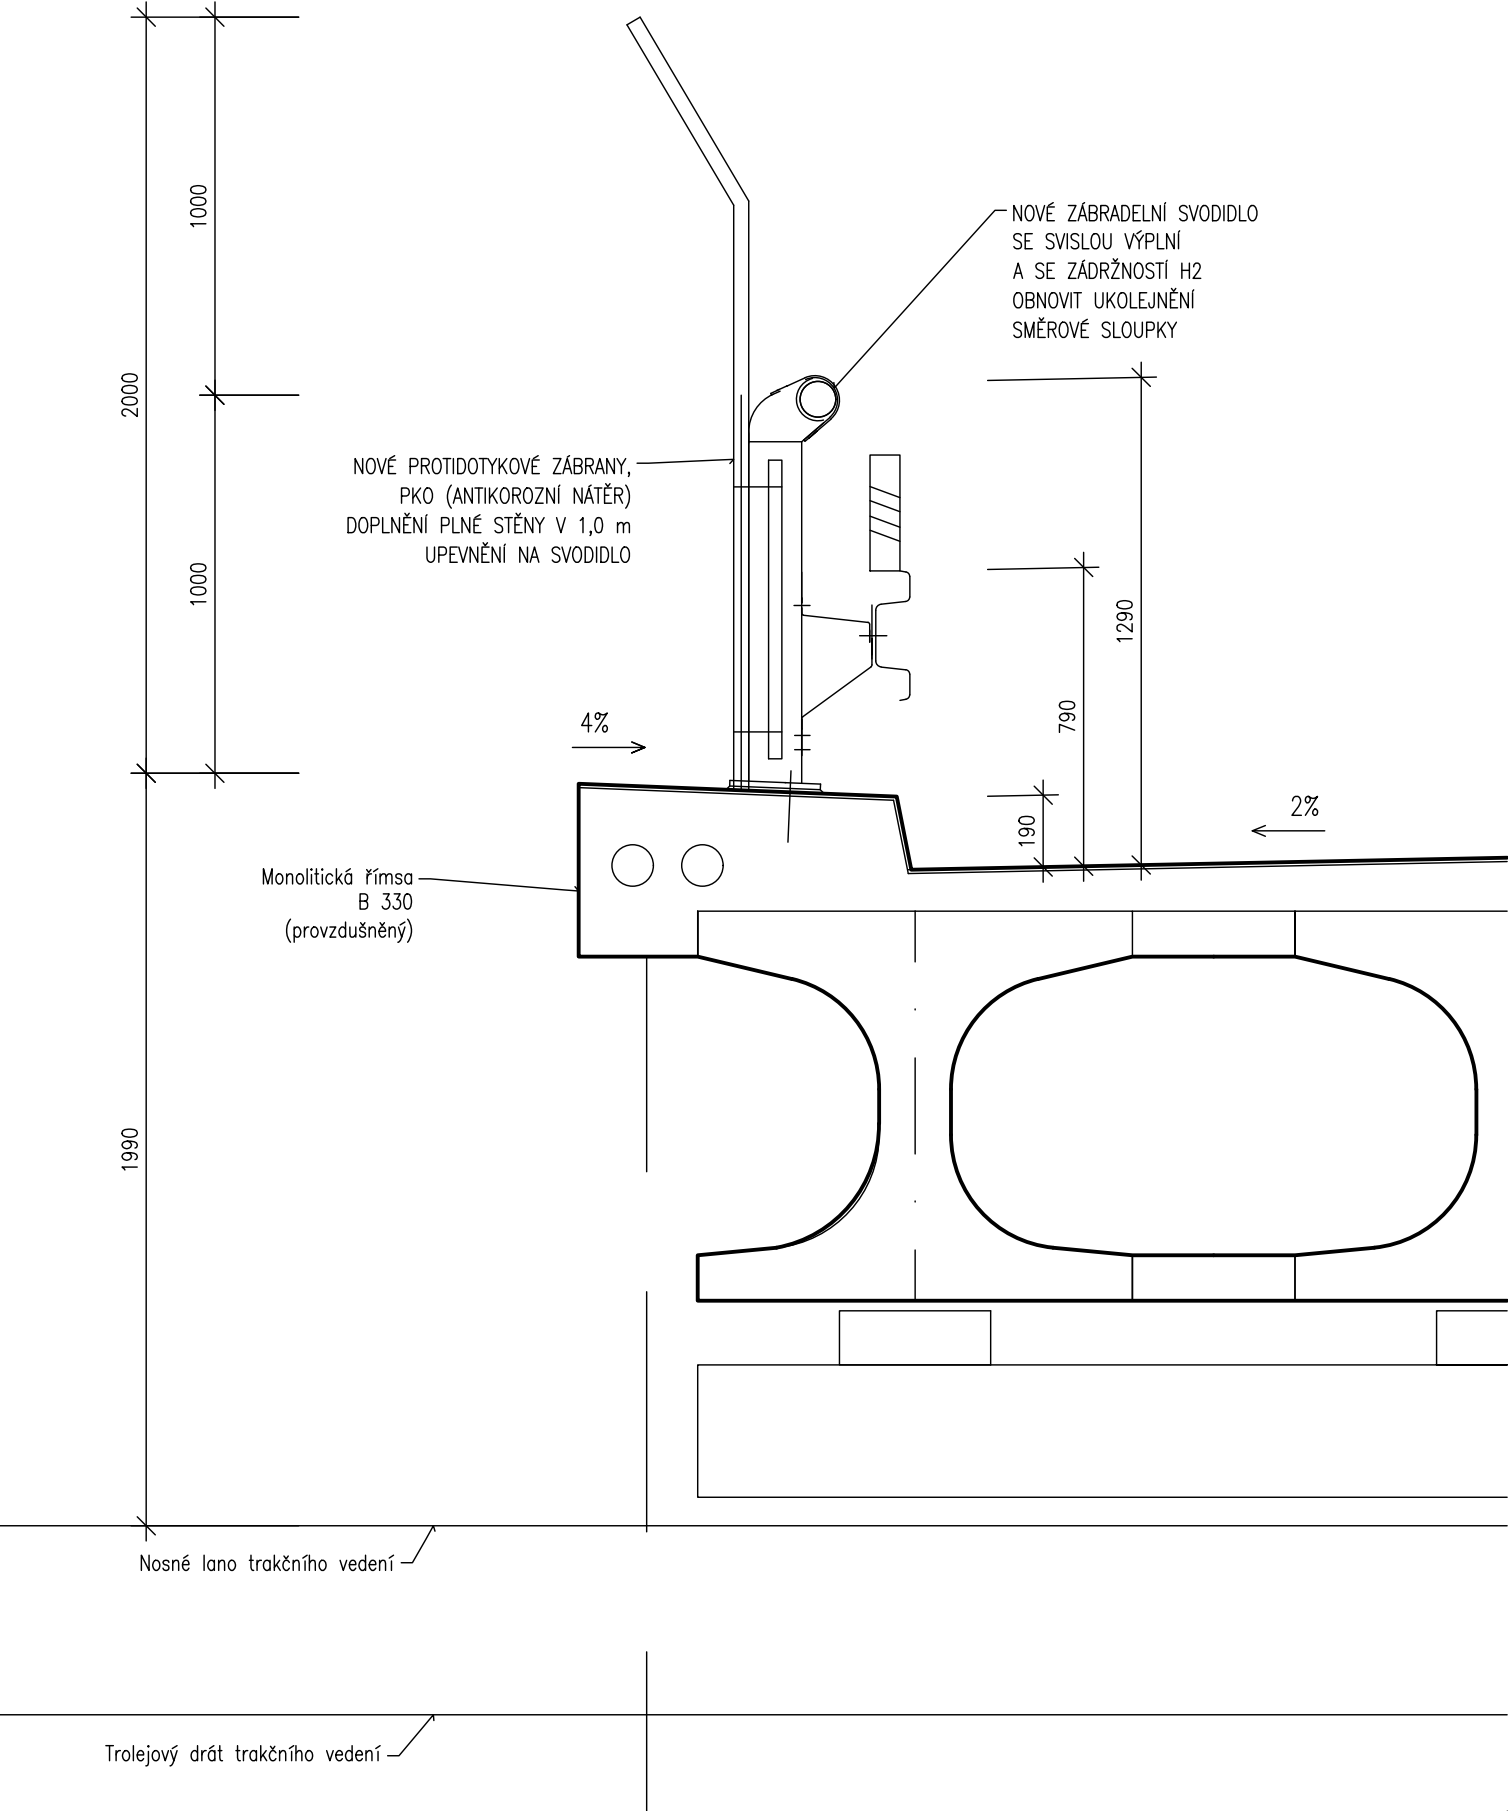 1000
NOVÉ ZÁBRADELNÍ SVODIDLO
SE SVISLOU VÝPLNÍ
A SE ZÁDRŽNOSTÍ H2
OBNOVIT UKOLEJNĚNÍ
SMĚROVÉ SLOUPKY
2000
NOVÉ PROTIDOTYKOVÉ ZÁBRANY,
PKO (ANTIKOROZNÍ NÁTĚR)
DOPLNĚNÍ PLNÉ STĚNY V 1,0 m
UPEVNĚNÍ NA SVODIDLO
1000
1290
790
4%
190
2%
Monolitická římsa
B 330
(provzdušněný)
1990
Nosné lano trakčního vedení
Trolejový drát trakčního vedení